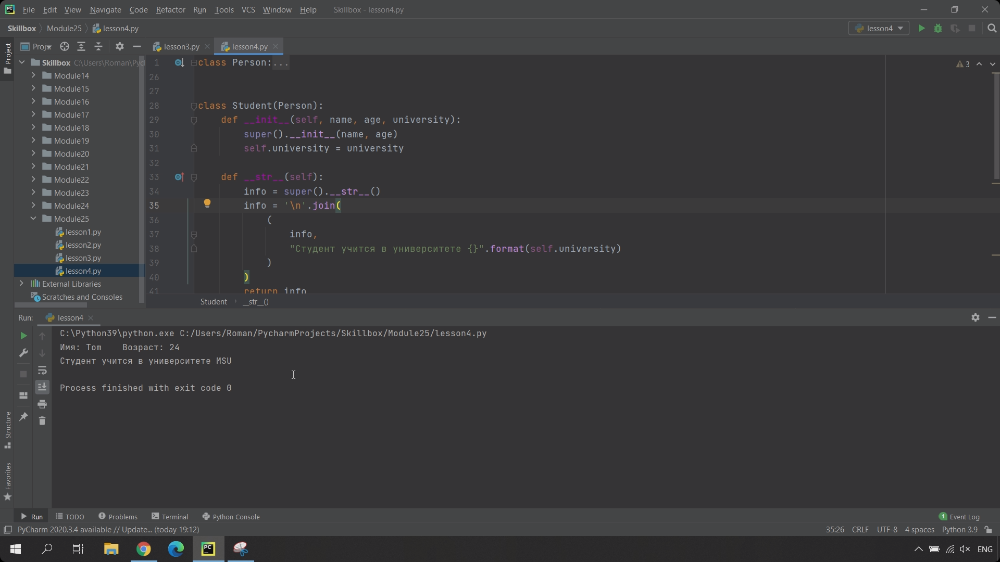 File Edit View Navigate Code Refactor Run Tools VCS Window Help Skillbox - lesson4.py
Skillbox Module25 lesson4.py lesson4
Project
Proj lesson3.py lesson4.py
Skillbox C:\Users\Roman\Pycl
Module14
Module15
Module16
Module17
Module18
Module19
Module20
Module21
Module22
Module23
Module24
Module25
lesson1.py
lesson2.py
lesson3.py
lesson4.py
External Libraries
Scratches and Consoles
3
1 class Person:...
26
27
28 class Student(Person):
29 def __init__(self, name, age, university):
30 super().__init__(name, age)
31 self.university = university
32
33 def __str__(self):
34 info = super().__str__()
35 info = '\n'.join(
36 (
37 info,
38 "Студент учится в университете {}".format(self.university)
39 )
40 )
41 return info
Student __str__()
Run: lesson4
C:\Python39\python.exe C:/Users/Roman/PycharmProjects/Skillbox/Module25/lesson4.py
Имя: Tom Возраст: 24
Студент учится в университете MSU
Process finished with exit code 0
Structure
Favorites
Run TODO Problems Terminal Python Console 1 Event Log
PyCharm 2020.3.4 available // Update... (today 19:12) 35:26 CRLF UTF-8 4 spaces Python 3.9
PC ENG